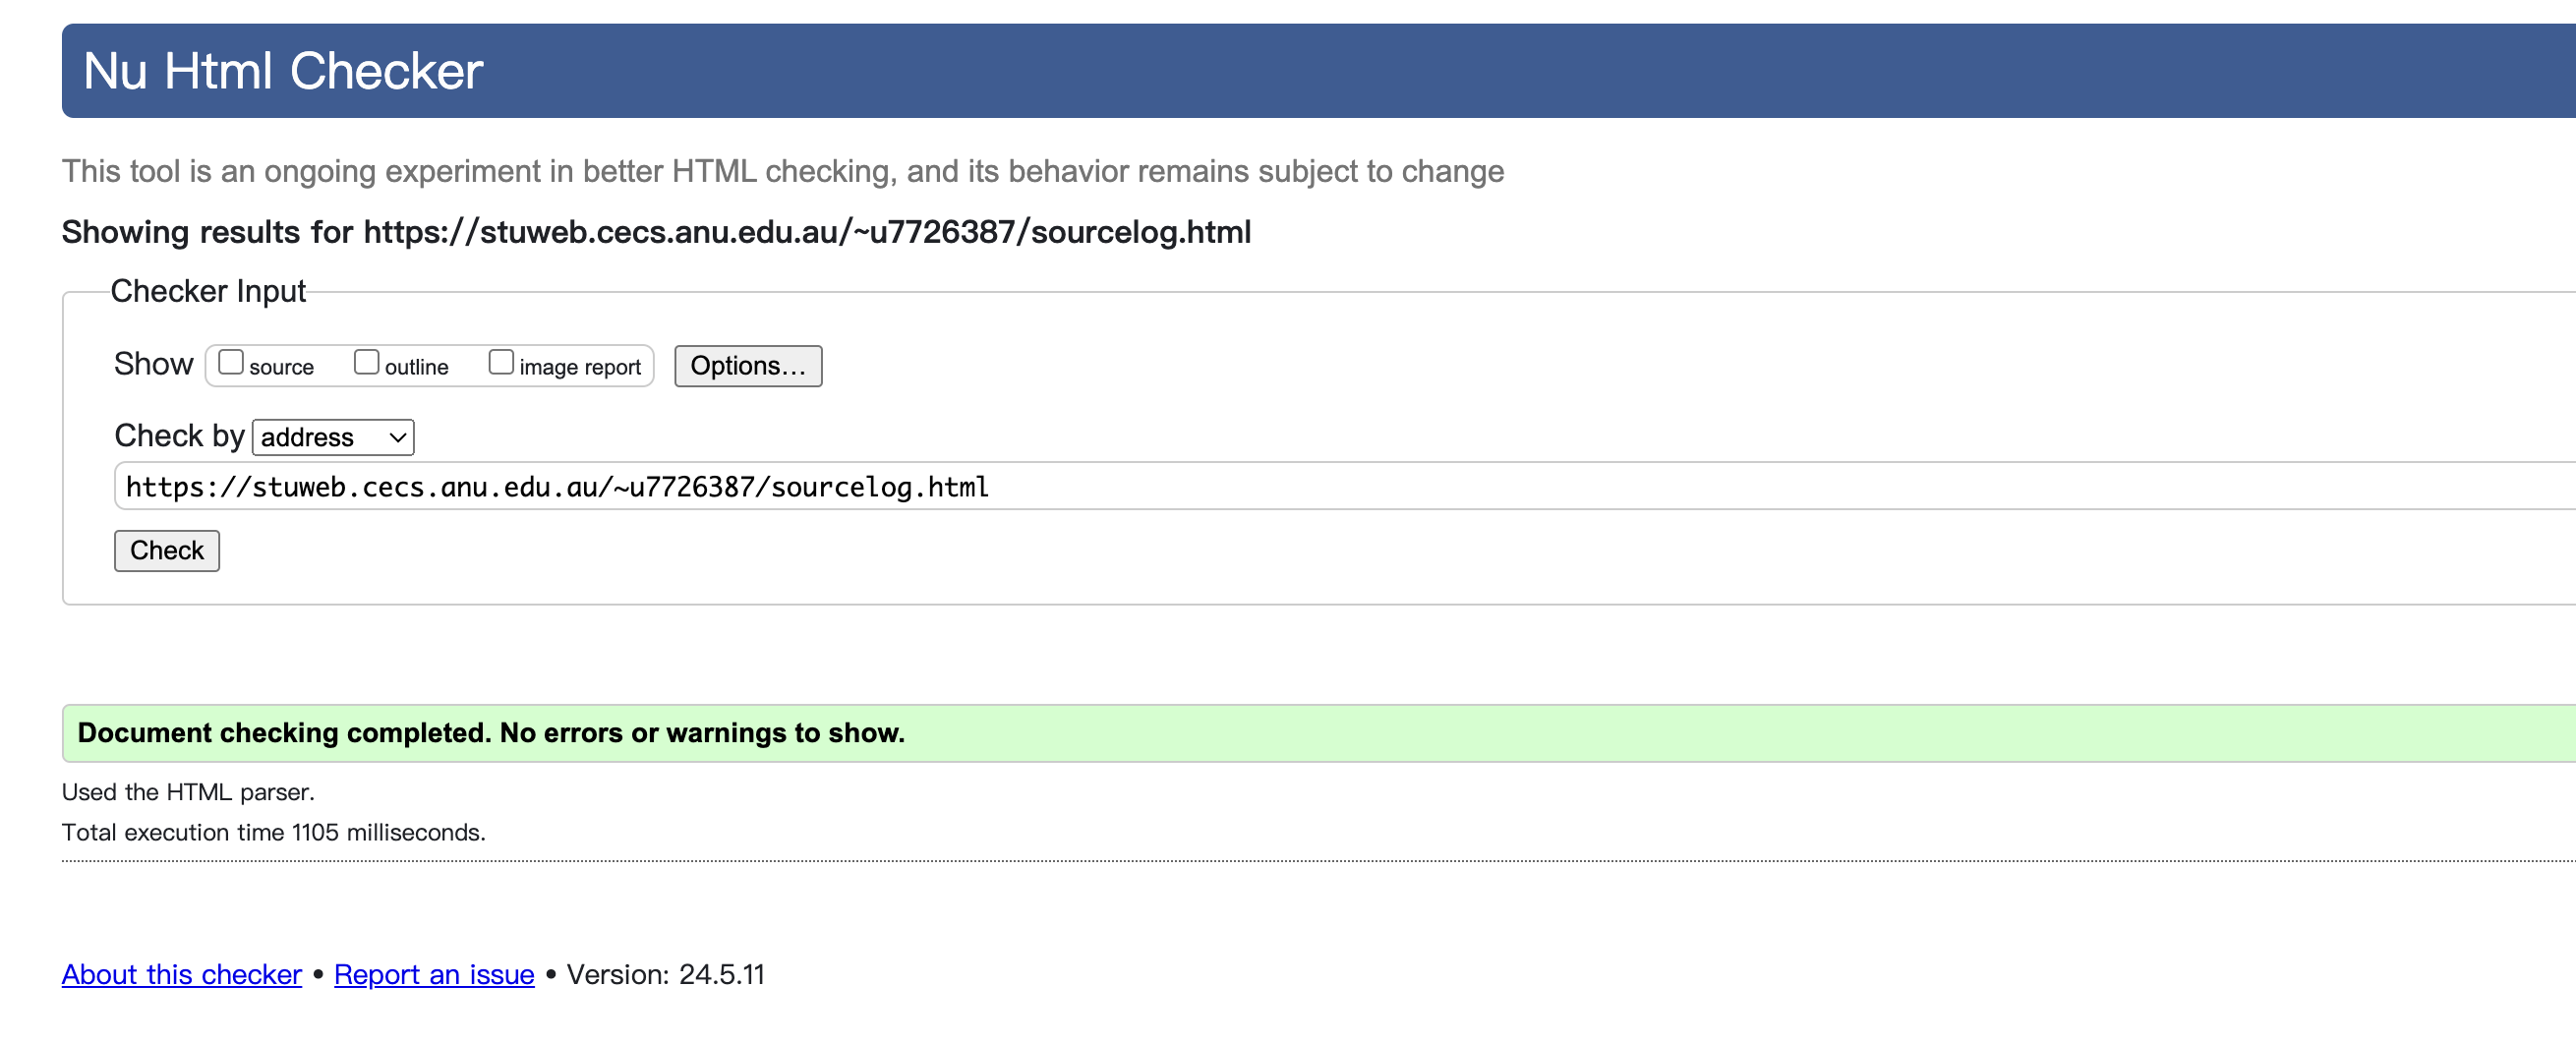 Nu Html Checker
This tool is an ongoing experiment in better HTML checking, and its behavior remains subject to change
Showing results for https://stuweb.cecs.anu.edu.au/~u7726387/sourcelog.html
Checker Input
Show source outline image report Options...
Check by address
https://stuweb.cecs.anu.edu.au/~u7726387/sourcelog.html
Check
Document checking completed. No errors or warnings to show.
Used the HTML parser.
Total execution time 1105 milliseconds.
About this checker • Report an issue • Version: 24.5.11